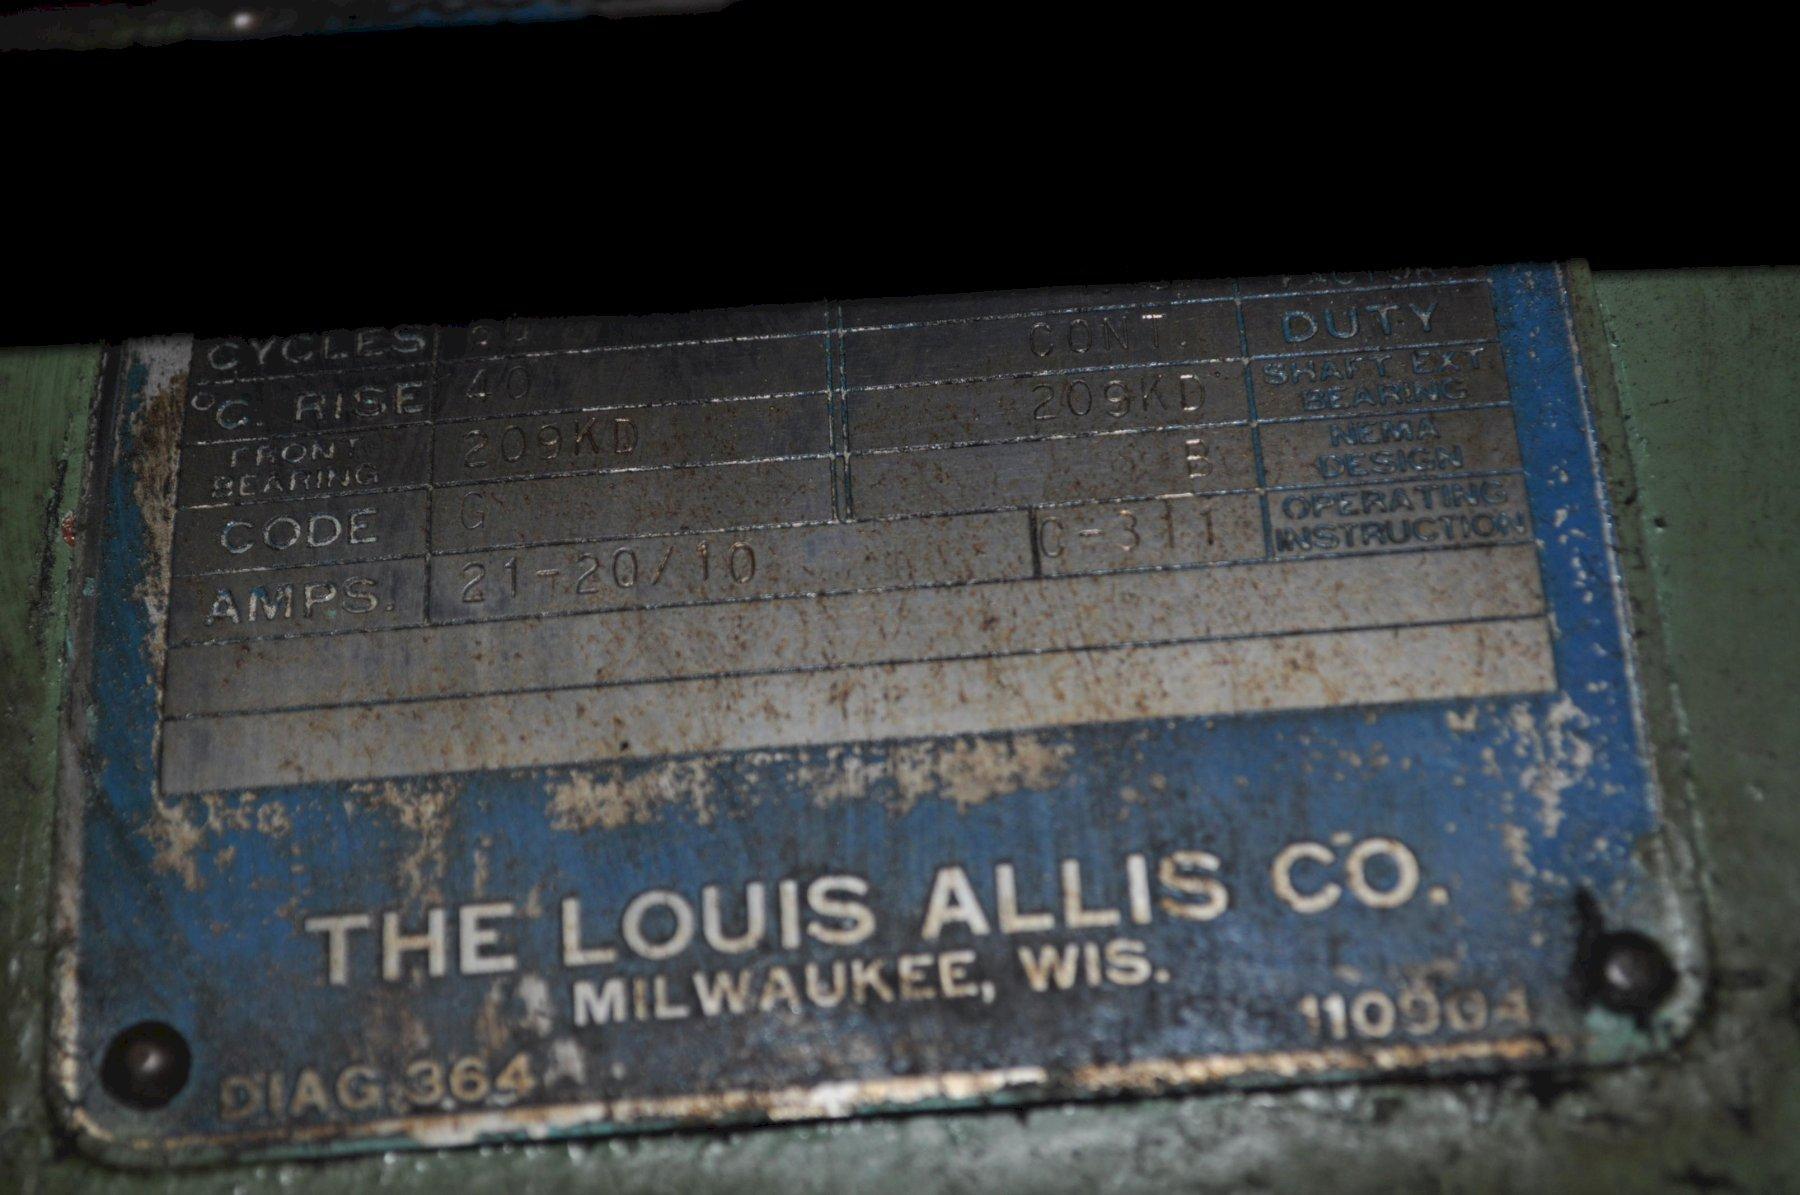 CYCLES 60 CONT. DUTY
°C. RISE 40 209KD SHAFT EXT. BEARING
FRONT BEARING 209KD B NEMA DESIGN
CODE G C-311 OPERATING INSTRUCTION
AMPS. 21-20/10
THE LOUIS ALLIS CO.
MILWAUKEE, WIS.
DIAG.364